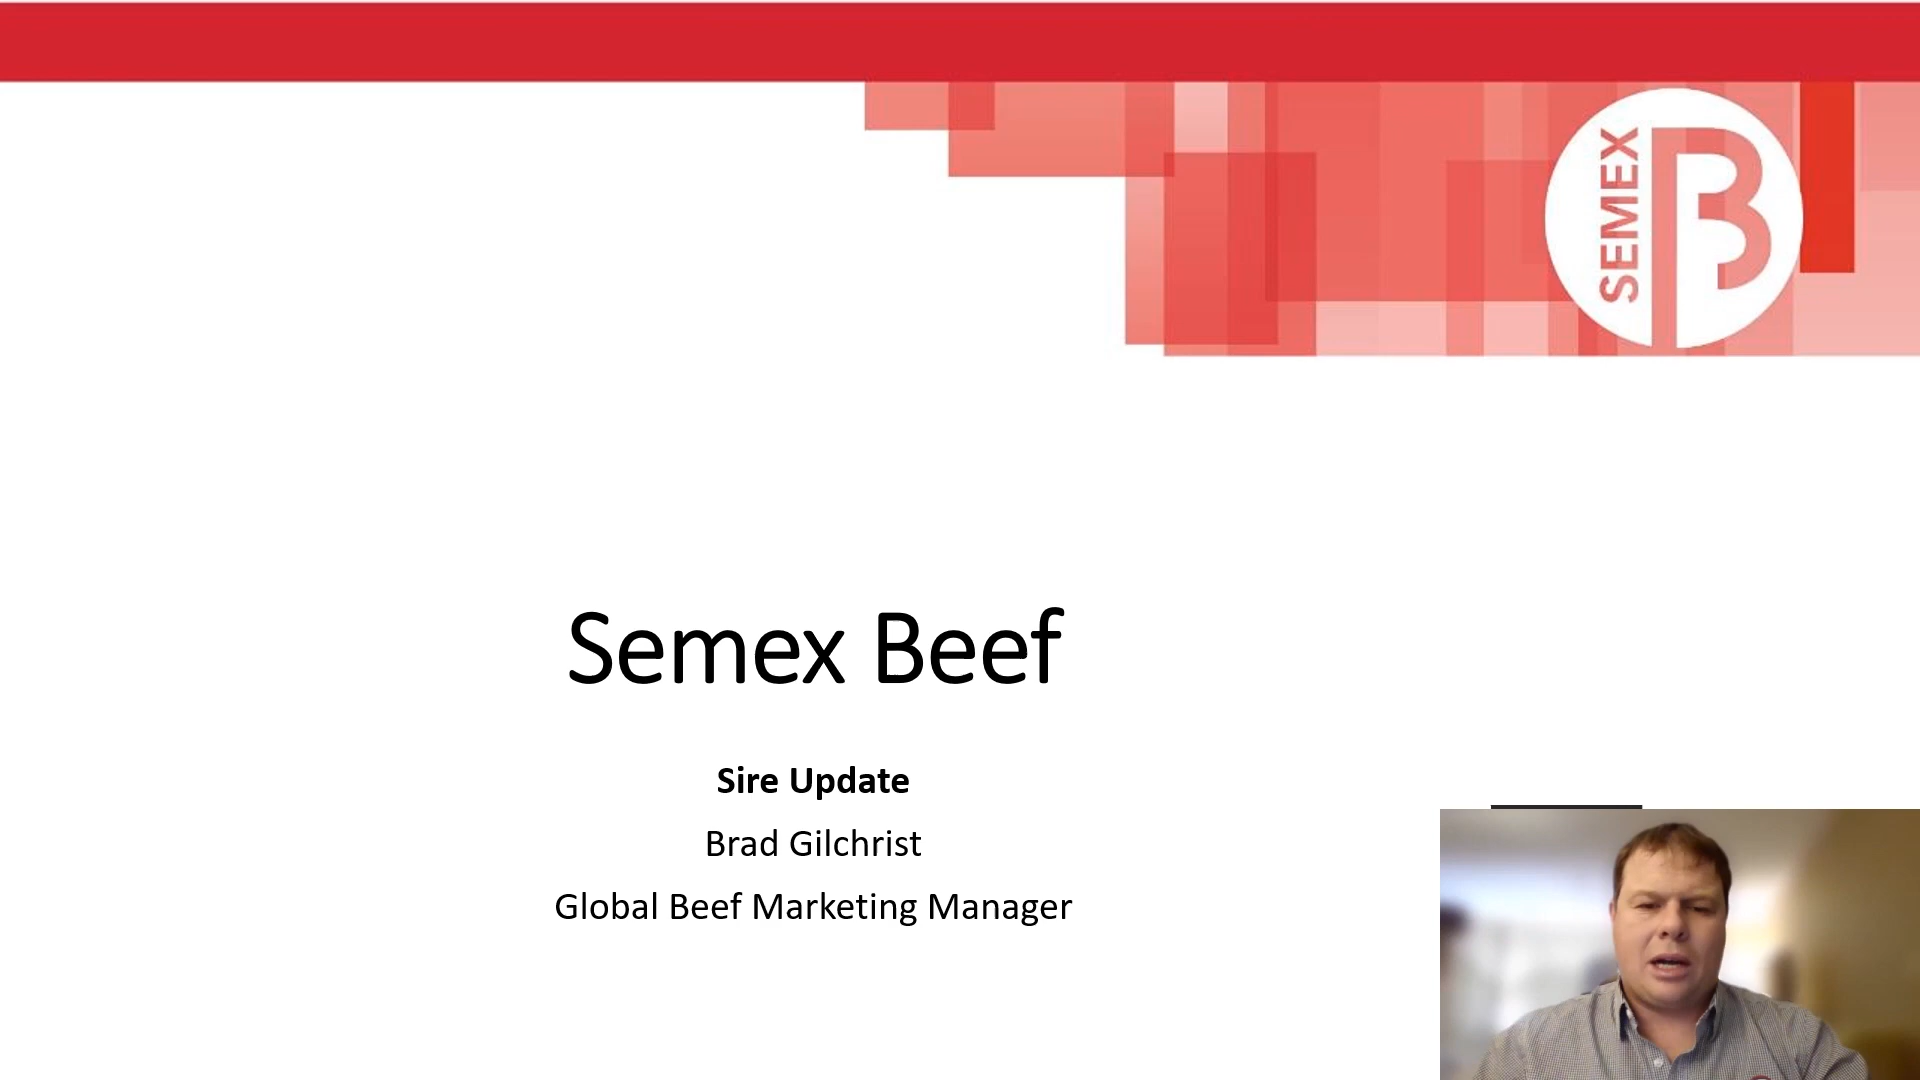 SEMEX
B
Semex Beef
Sire Update
Brad Gilchrist
Global Beef Marketing Manager